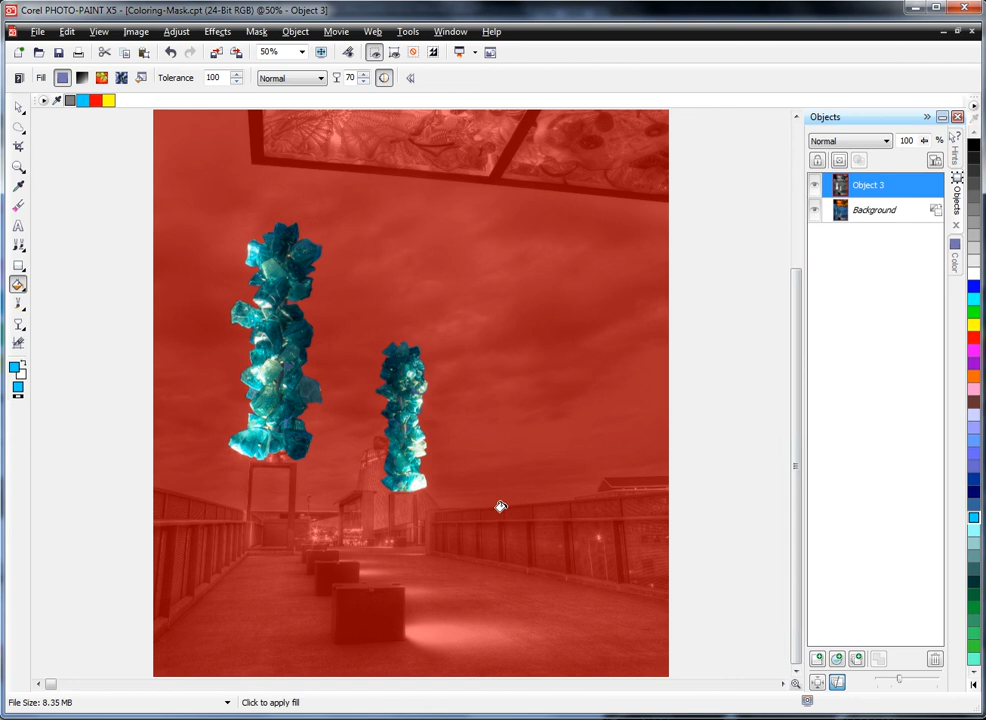 Corel PHOTO-PAINT X5 - [Coloring-Mask.cpt (24-Bit RGB) @50% - Object 3]
File Edit View Image Adjust Effects Mask Object Movie Web Tools Window Help
50%
Fill Tolerance 100 Normal 70
Objects
Normal 100 %
Object 3
Background
Hints
Objects
Color
File Size: 8.35 MB Click to apply fill